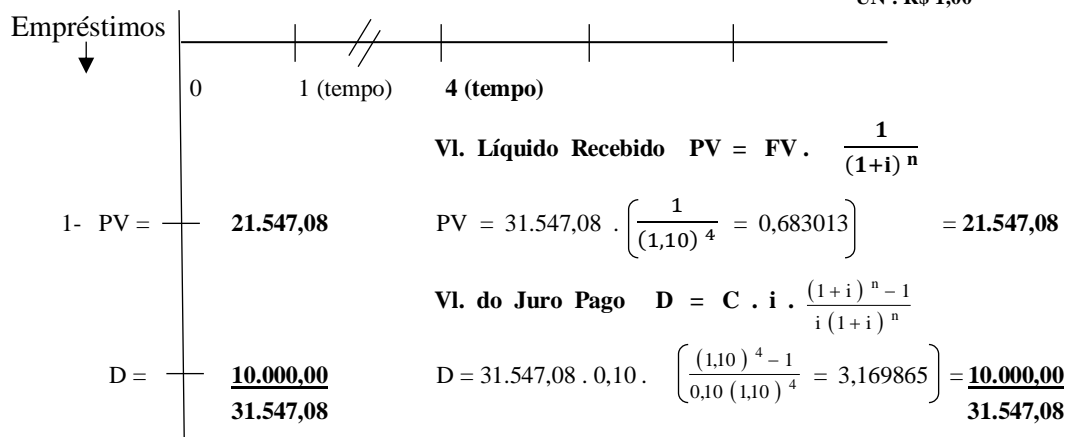 UN : R$ 1,00
Empréstimos
0 1 (tempo) 4 (tempo)
Vl. Líquido Recebido PV = FV . 1 / (1+i) n
1- PV = 21.547,08 PV = 31.547,08 . ( 1 / (1,10) 4 = 0,683013 ) = 21.547,08
Vl. do Juro Pago D = C . i . ( 1 + i ) n – 1 / i ( 1 + i ) n
D = 10.000,00 D = 31.547,08 . 0,10 . ( (1,10 ) 4 – 1 / 0,10 ( 1,10 ) 4 = 3,169865 ) = 10.000,00
31.547,08 31.547,08